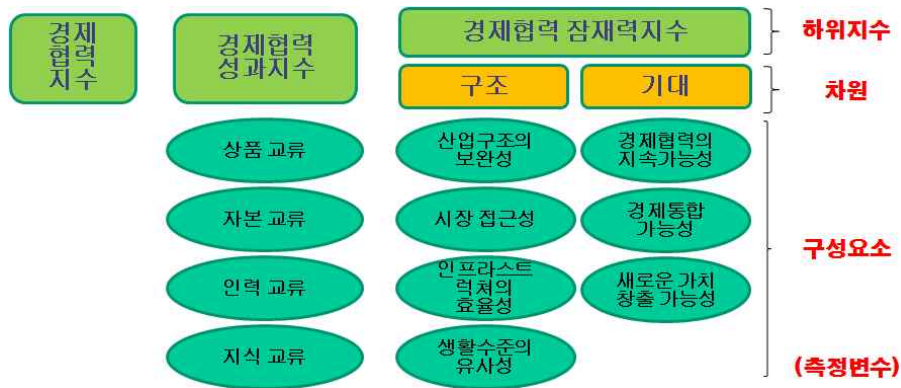 경제
협력
지수
경제협력
성과지수
경제협력 잠재력지수
하위지수
구조
기대
차원
상품 교류
산업구조의
보완성
경제협력의
지속가능성
자본 교류
시장 접근성
경제통합
가능성
구성요소
인력 교류
인프라스트
럭쳐의
효율성
새로운 가치
창출 가능성
지식 교류
생활수준의
유사성
(측정변수)